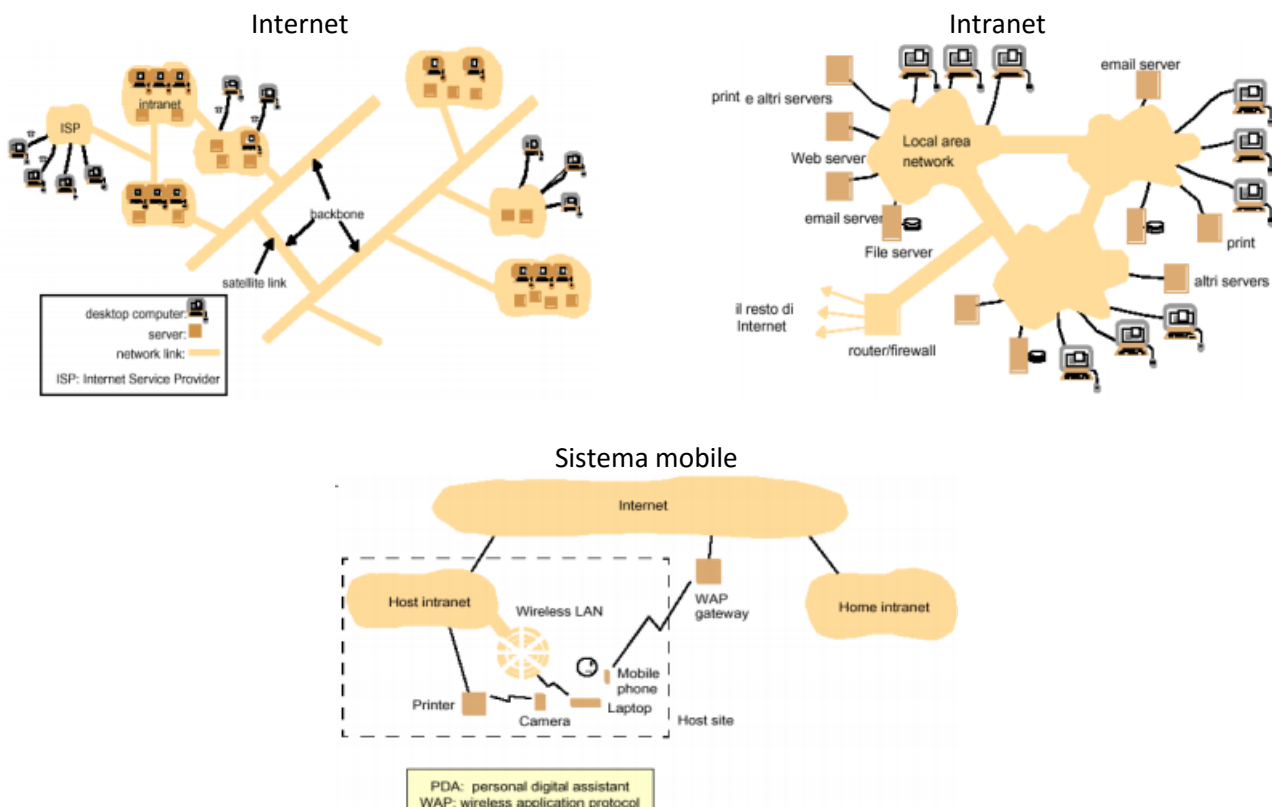 Internet
intranet
ISP
backbone
satellite link
desktop computer:
server:
network link:
ISP: Internet Service Provider
Intranet
email server
print e altri servers
Local area
network
Web server
email server
File server
print
altri servers
il resto di
Internet
router/firewall
Sistema mobile
Internet
Host intranet
Wireless LAN
WAP
gateway
Home intranet
Mobile
phone
Printer
Laptop
Camera
Host site
PDA: personal digital assistant
WAP: wireless application protocol